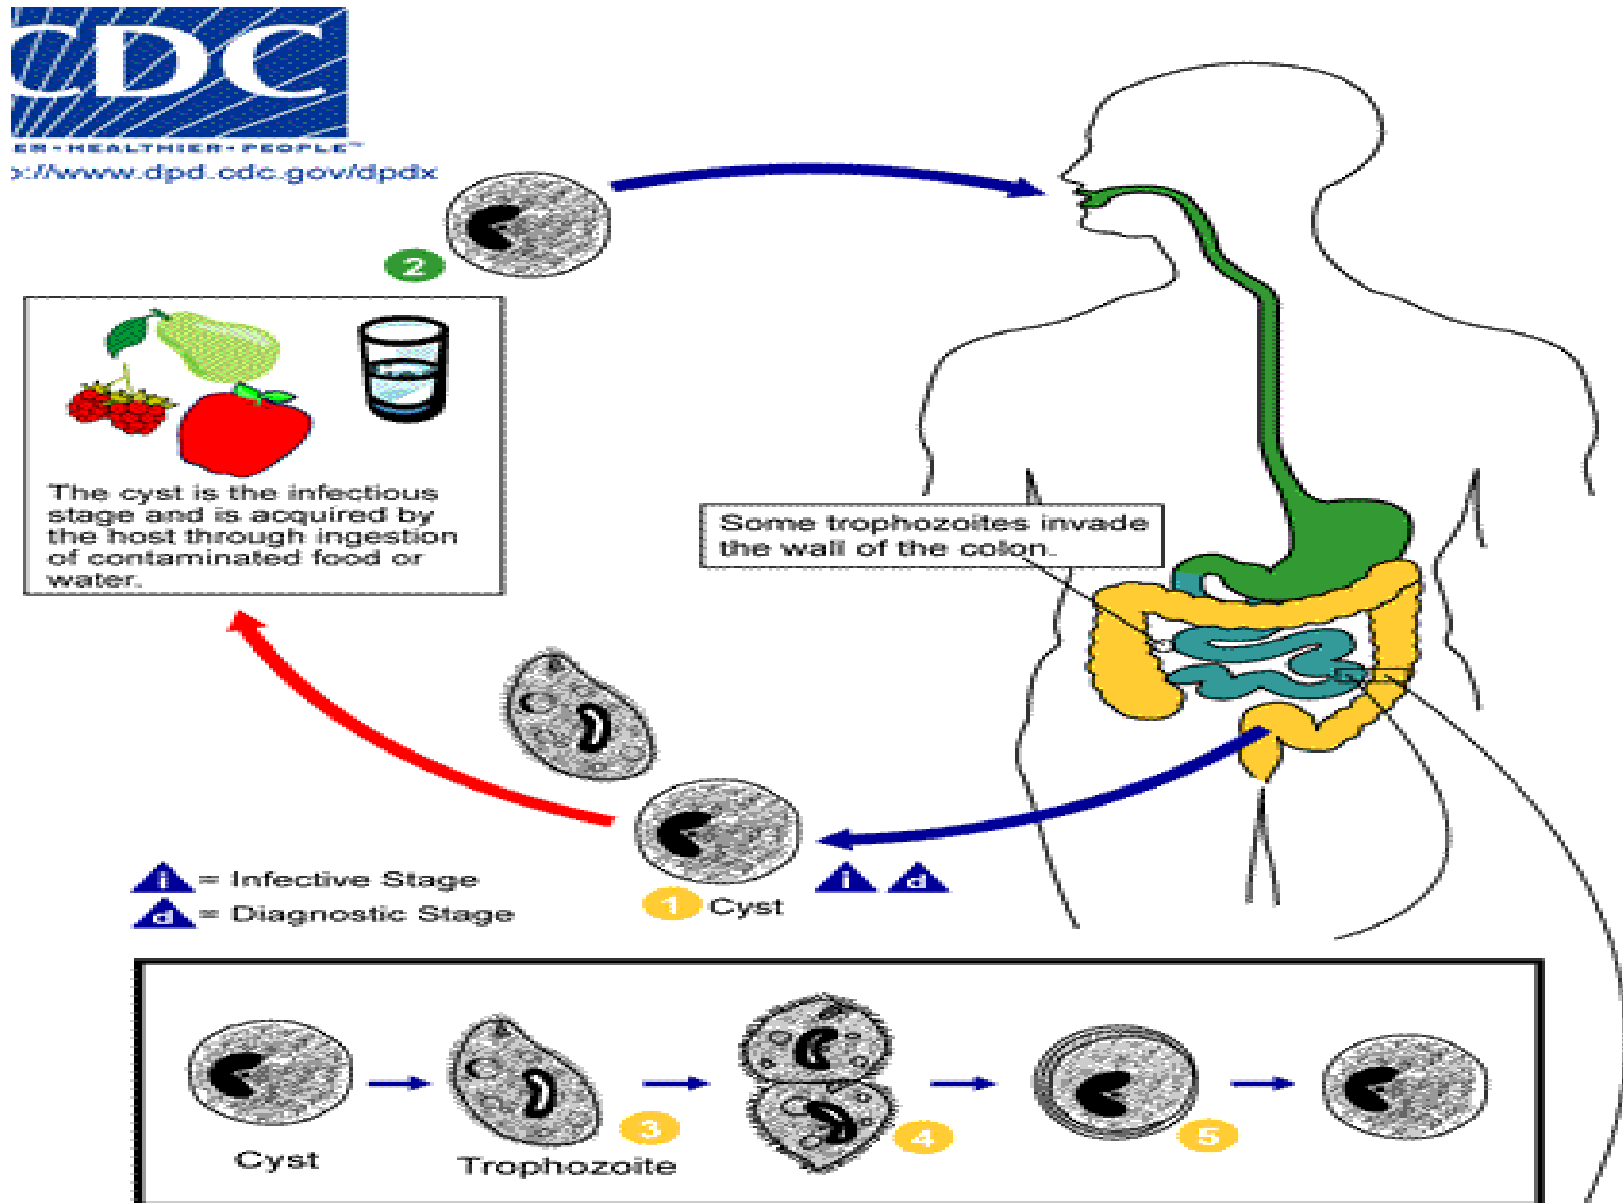 CDC
ER • HEALTHIER • PEOPLE™
p://www.dpd.cdc.gov/dpdx
2
The cyst is the infectious
stage and is acquired by
the host through ingestion
of contaminated food or
water.
Some trophozoites invade
the wall of the colon.
i = Infective Stage
d = Diagnostic Stage
i d
1 Cyst
3
4
5
Cyst
Trophozoite